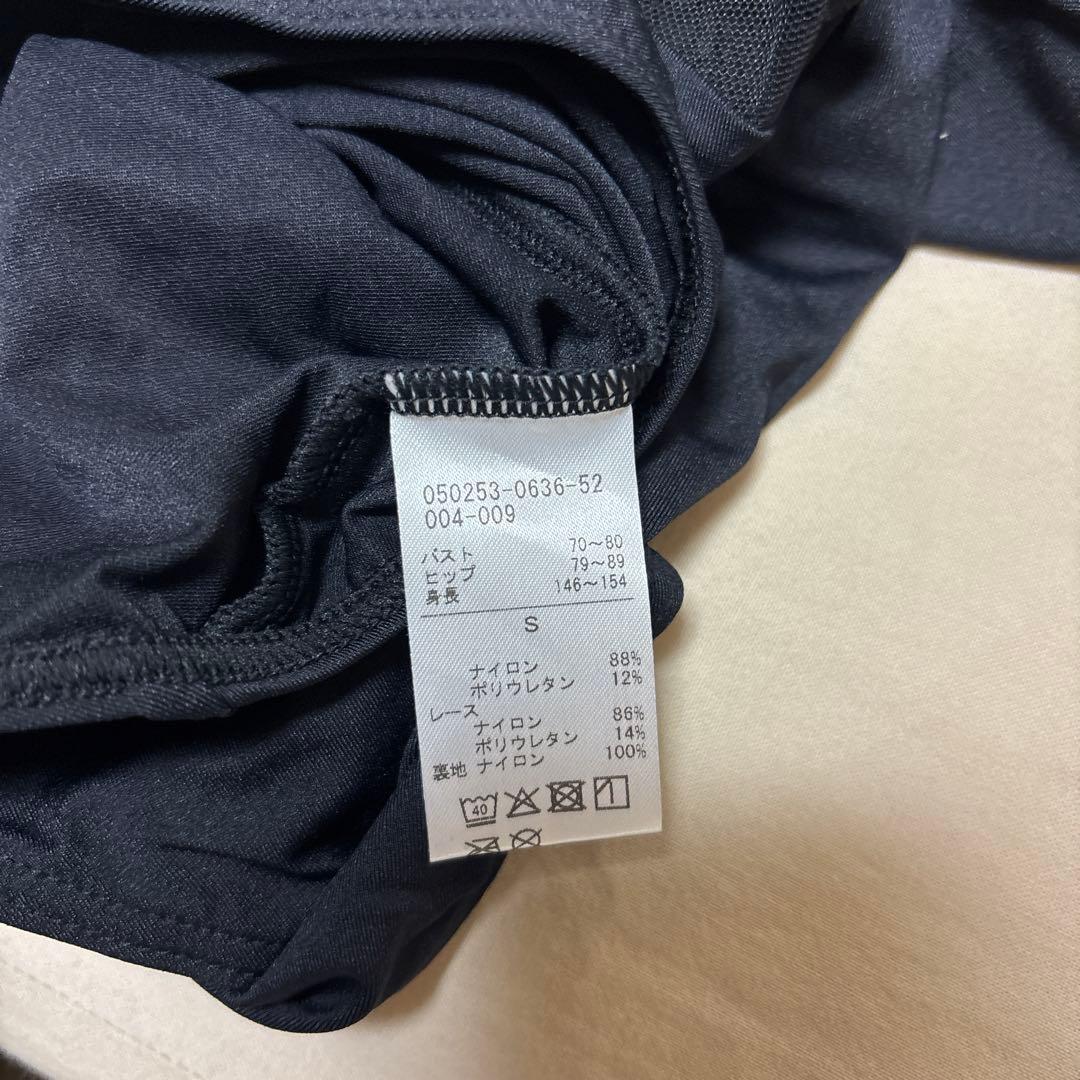 050253-0636-52
004-009
バスト 70～80
ヒップ 79～89
身長 146～154
S
ナイロン 88%
ポリウレタン 12%
レース
ナイロン 86%
ポリウレタン 14%
裏地 ナイロン 100%
40